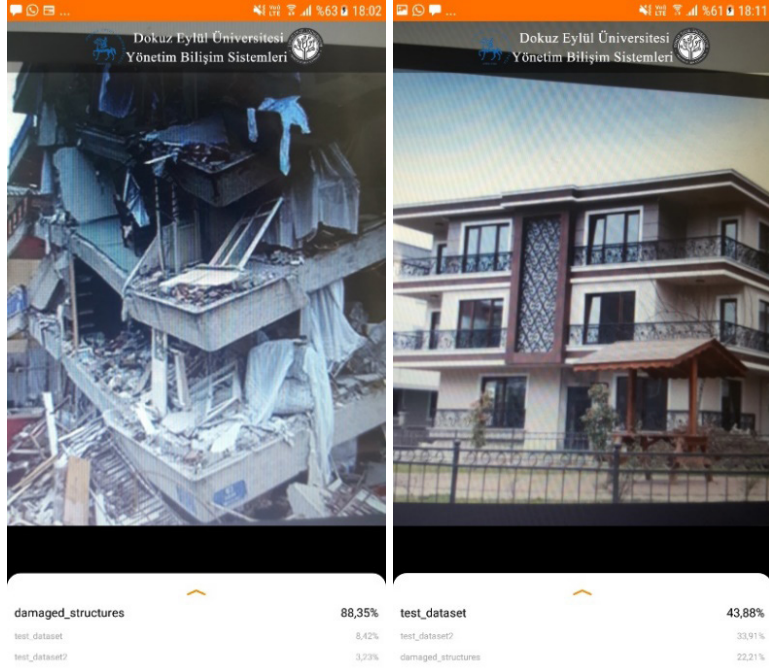 ... %63 18:02
Dokuz Eylül Üniversitesi
Yönetim Bilişim Sistemleri
damaged_structures 88,35%
test_dataset 8,42%
test_dataset2 3,23%
... %61 18:11
Dokuz Eylül Üniversitesi
Yönetim Bilişim Sistemleri
test_dataset 43,88%
test_dataset2 33,91%
damaged_structures 22,21%